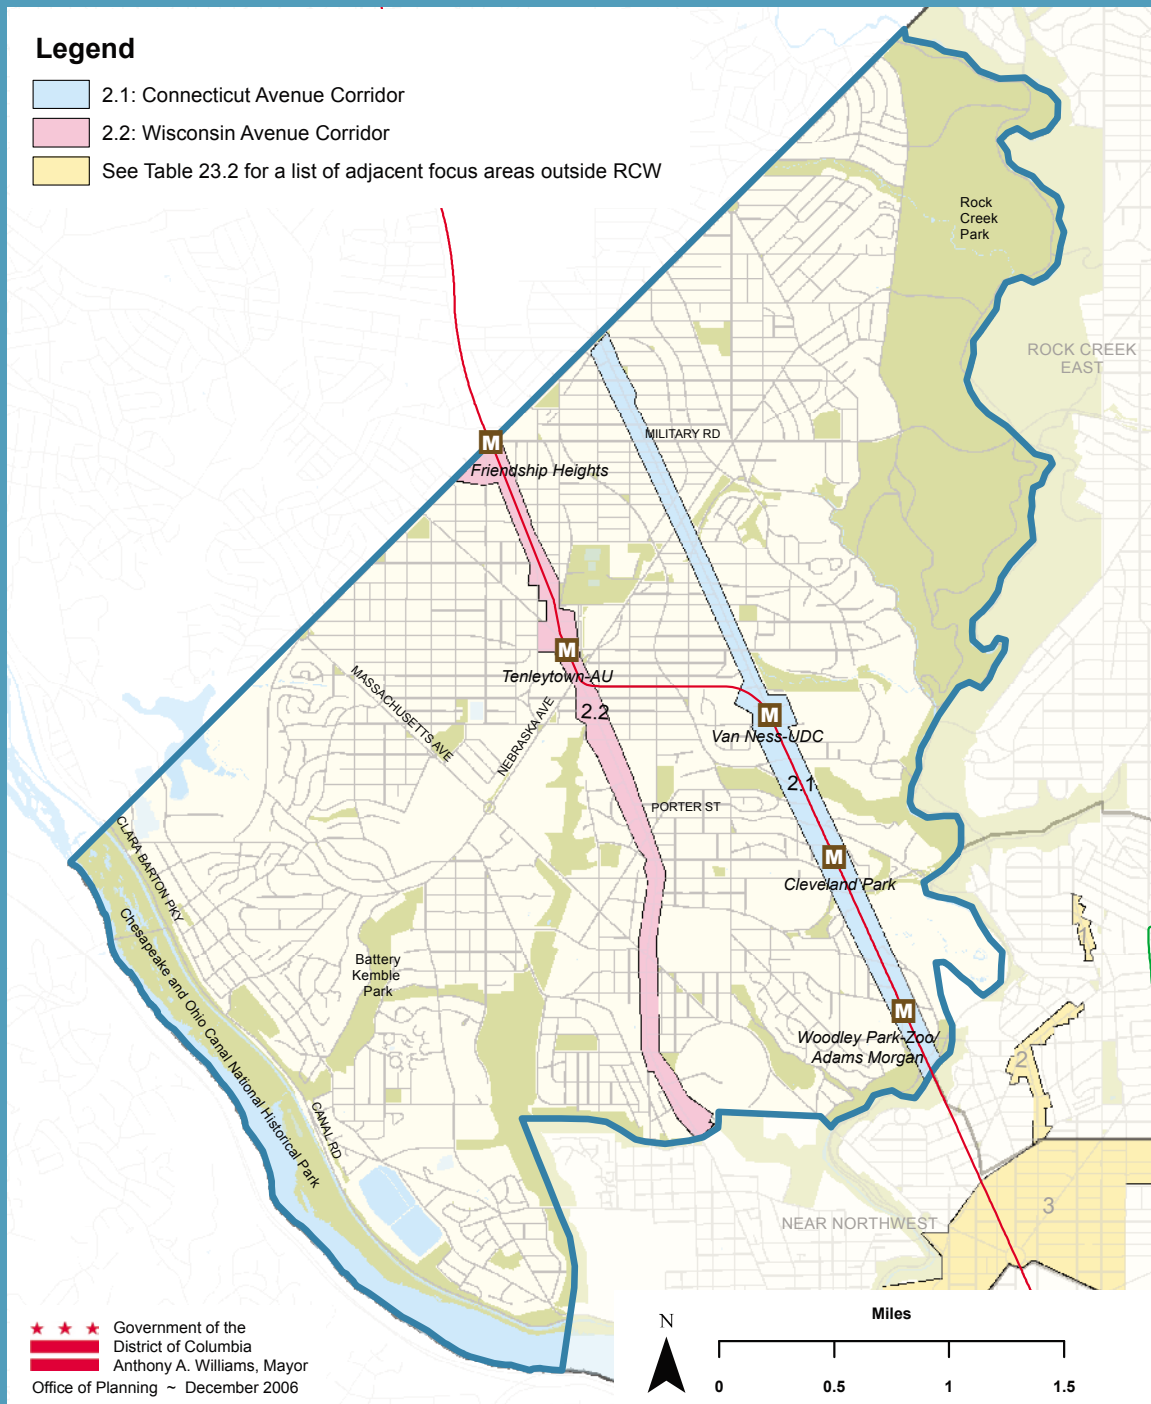 Legend
2.1: Connecticut Avenue Corridor
2.2: Wisconsin Avenue Corridor
See Table 23.2 for a list of adjacent focus areas outside RCW
Rock
Creek
Park
ROCK CREEK
EAST
MILITARY RD
M
Friendship Heights
M
Tenleytown-AU
MASSACHUSETTS AVE
NEBRASKA AVE
2.2
M
Van Ness-UDC
2.1
PORTER ST
CLARA BARTON PKY
M
Cleveland Park
Chesapeake and Ohio Canal National Historical Park
Battery
Kemble
Park
1
M
Woodley Park-Zoo/
Adams Morgan
2
CANAL RD
3
NEAR NORTHWEST
Government of the
District of Columbia
Anthony A. Williams, Mayor
Office of Planning ~ December 2006
N
Miles
0 0.5 1 1.5